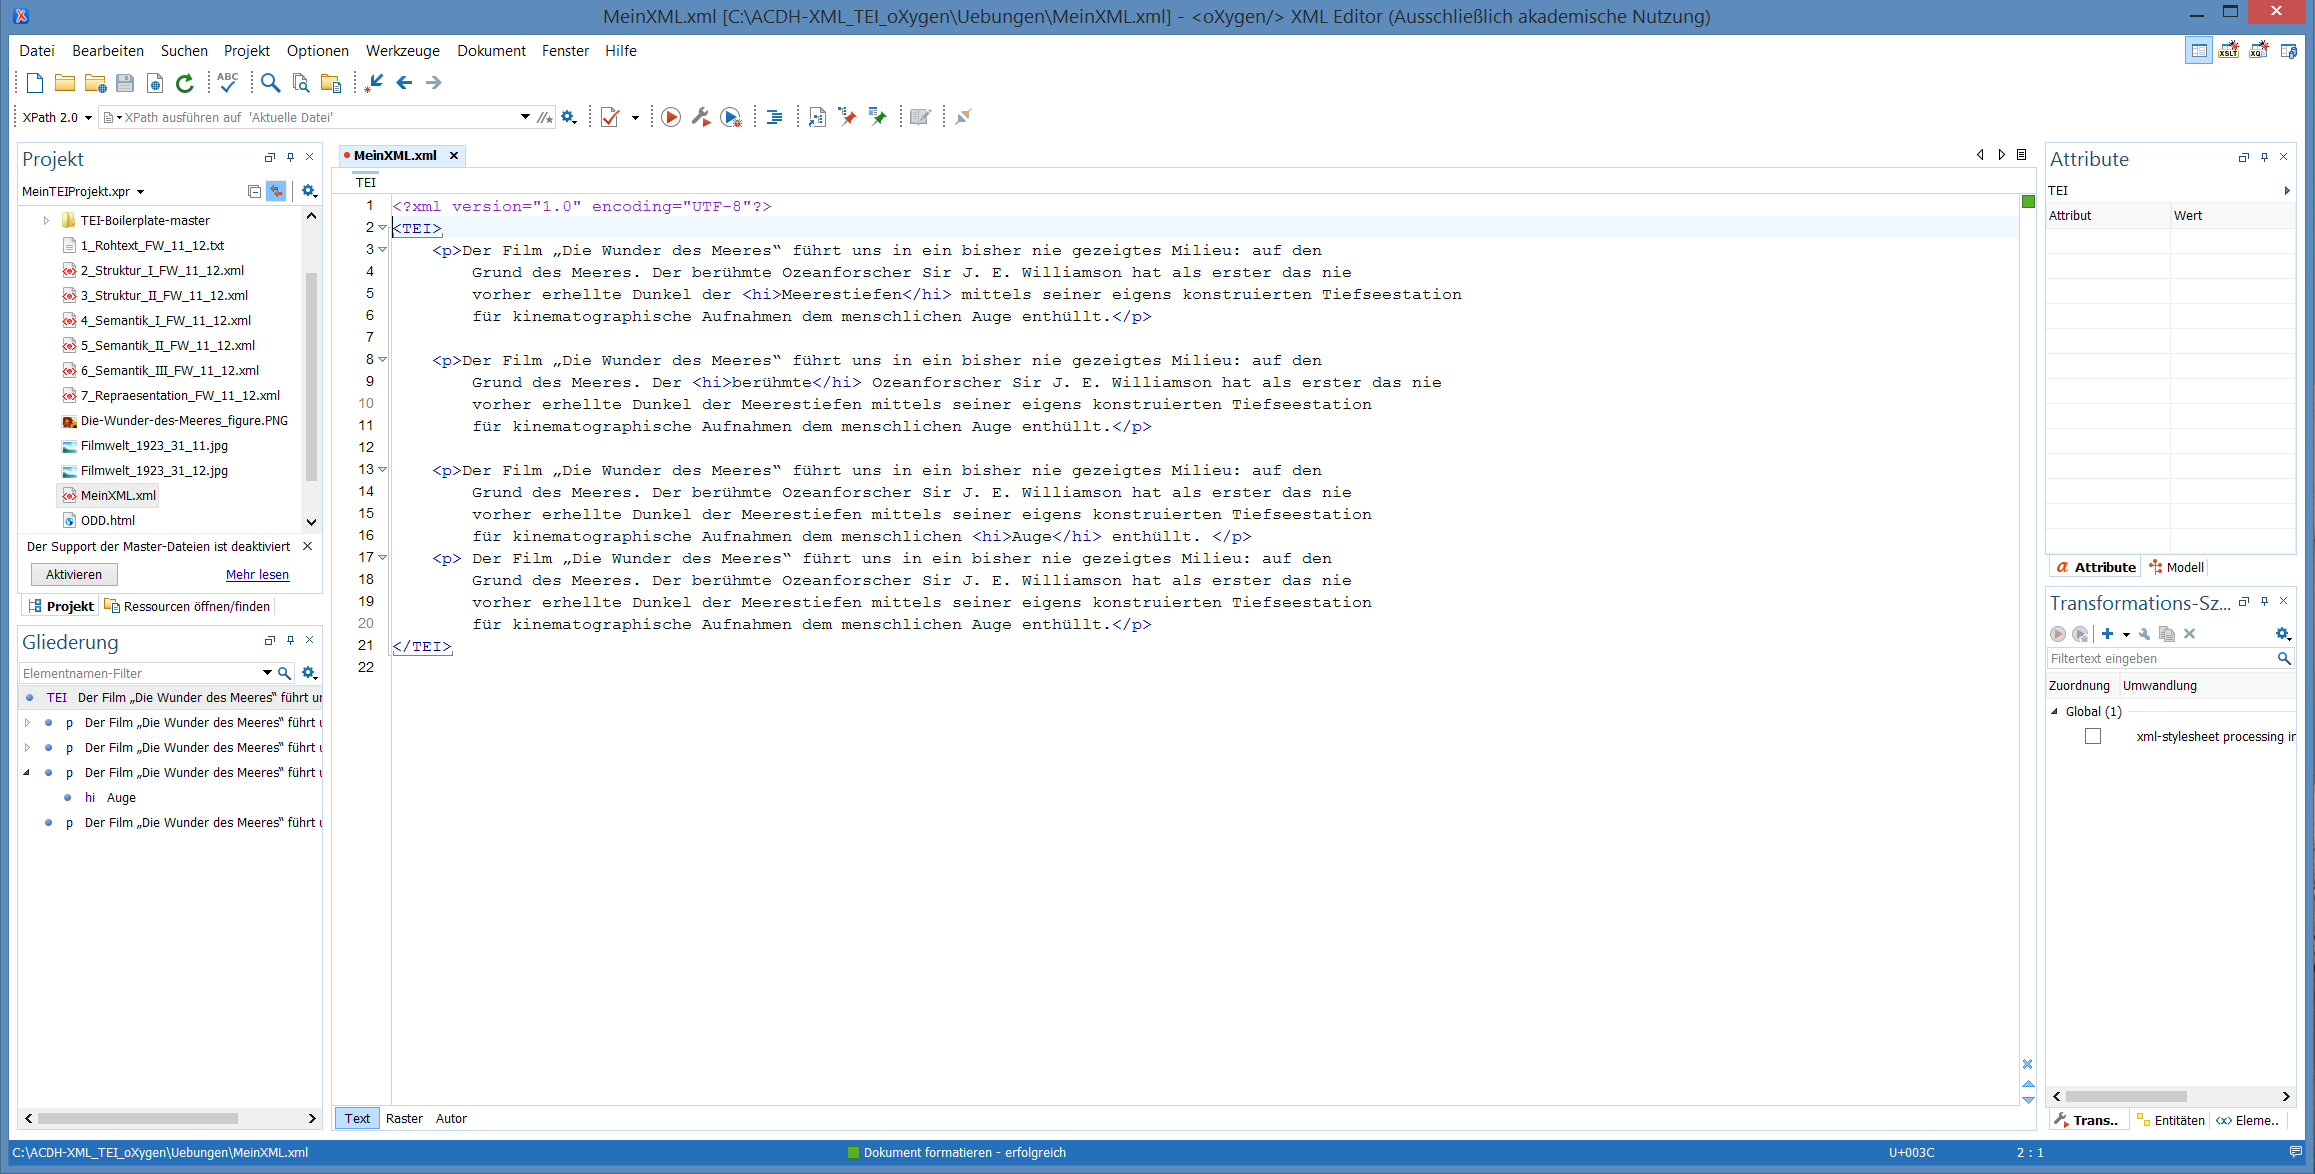 MeinXML.xml [C:\ACDH-XML_TEI_oXygen\Uebungen\MeinXML.xml] - <oXygen/> XML Editor (Ausschließlich akademische Nutzung)
Datei Bearbeiten Suchen Projekt Optionen Werkzeuge Dokument Fenster Hilfe
XPath 2.0 XPath ausführen auf 'Aktuelle Datei'
Projekt
MeinTEIProjekt.xpr
TEI-Boilerplate-master
1_Rohtext_FW_11_12.txt
2_Struktur_I_FW_11_12.xml
3_Struktur_II_FW_11_12.xml
4_Semantik_I_FW_11_12.xml
5_Semantik_II_FW_11_12.xml
6_Semantik_III_FW_11_12.xml
7_Repraesentation_FW_11_12.xml
Die-Wunder-des-Meeres_figure.PNG
Filmwelt_1923_31_11.jpg
Filmwelt_1923_31_12.jpg
MeinXML.xml
ODD.html
Der Support der Master-Dateien ist deaktiviert
Aktivieren Mehr lesen
Projekt Ressourcen öffnen/finden
Gliederung
Elementnamen-Filter
TEI Der Film „Die Wunder des Meeres“ führt u
p Der Film „Die Wunder des Meeres“ führt u
p Der Film „Die Wunder des Meeres“ führt u
p Der Film „Die Wunder des Meeres“ führt u
hi Auge
p Der Film „Die Wunder des Meeres“ führt u
MeinXML.xml
TEI
1 <?xml version="1.0" encoding="UTF-8"?>
2 <TEI>
3 <p>Der Film „Die Wunder des Meeres“ führt uns in ein bisher nie gezeigtes Milieu: auf den
4 Grund des Meeres. Der berühmte Ozeanforscher Sir J. E. Williamson hat als erster das nie
5 vorher erhellte Dunkel der <hi>Meerestiefen</hi> mittels seiner eigens konstruierten Tiefseestation
6 für kinematographische Aufnahmen dem menschlichen Auge enthüllt.</p>
7
8 <p>Der Film „Die Wunder des Meeres“ führt uns in ein bisher nie gezeigtes Milieu: auf den
9 Grund des Meeres. Der <hi>berühmte</hi> Ozeanforscher Sir J. E. Williamson hat als erster das nie
10 vorher erhellte Dunkel der Meerestiefen mittels seiner eigens konstruierten Tiefseestation
11 für kinematographische Aufnahmen dem menschlichen Auge enthüllt.</p>
12
13 <p>Der Film „Die Wunder des Meeres“ führt uns in ein bisher nie gezeigtes Milieu: auf den
14 Grund des Meeres. Der berühmte Ozeanforscher Sir J. E. Williamson hat als erster das nie
15 vorher erhellte Dunkel der Meerestiefen mittels seiner eigens konstruierten Tiefseestation
16 für kinematographische Aufnahmen dem menschlichen <hi>Auge</hi> enthüllt. </p>
17 <p> Der Film „Die Wunder des Meeres“ führt uns in ein bisher nie gezeigtes Milieu: auf den
18 Grund des Meeres. Der berühmte Ozeanforscher Sir J. E. Williamson hat als erster das nie
19 vorher erhellte Dunkel der Meerestiefen mittels seiner eigens konstruierten Tiefseestation
20 für kinematographische Aufnahmen dem menschlichen Auge enthüllt.</p>
21 </TEI>
22
Text Raster Autor
Attribute
TEI
Attribut Wert
Attribute Modell
Transformations-Sz...
Filtertext eingeben
Zuordnung Umwandlung
Global (1)
xml-stylesheet processing in
Trans.. Entitäten Eleme..
C:\ACDH-XML_TEI_oXygen\Uebungen\MeinXML.xml Dokument formatieren - erfolgreich U+003C 2 : 1